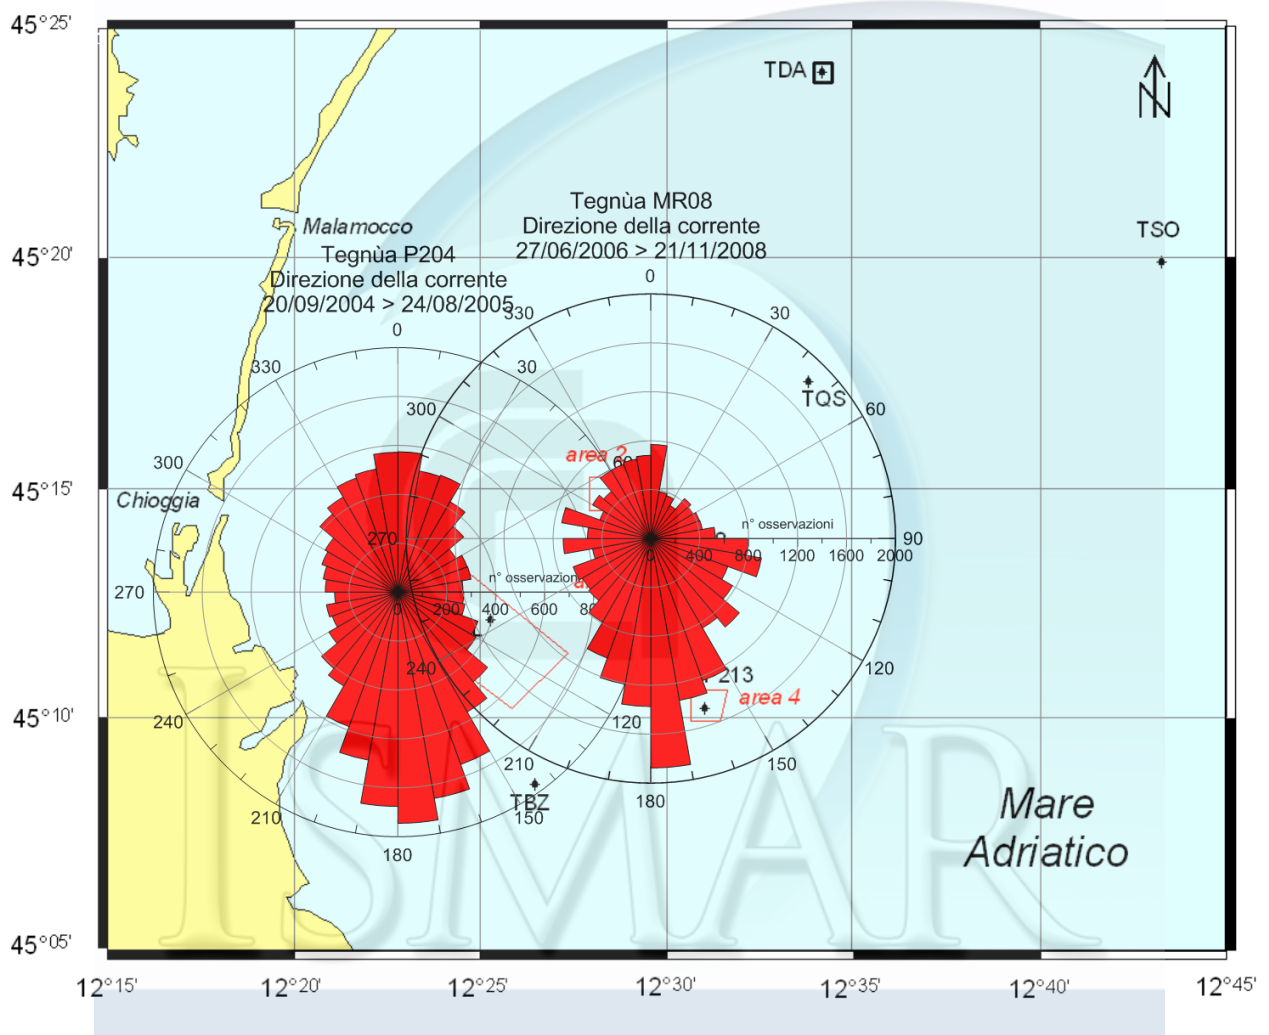 45°25'
TDA
N
Tegnùa MR08
Direzione della corrente
27/06/2006 > 21/11/2008
Malamocco
TSO
45°20'
Tegnùa P204
Direzione della corrente
20/09/2004 > 24/08/2005
0
330
30
0
330
30
TQS
300
60
area 2
60
300
45°15'
Chioggia
n° osservazioni
270
90
0 400 800 1200 1600 2000
n° osservazioni
270
0 200 400 600
240
120
213
area 4
45°10'
240
120
210
150
TBZ
180
150
210
180
Mare
Adriatico
ISMAR
45°05'
12°15' 12°20' 12°25' 12°30' 12°35' 12°40' 12°45'